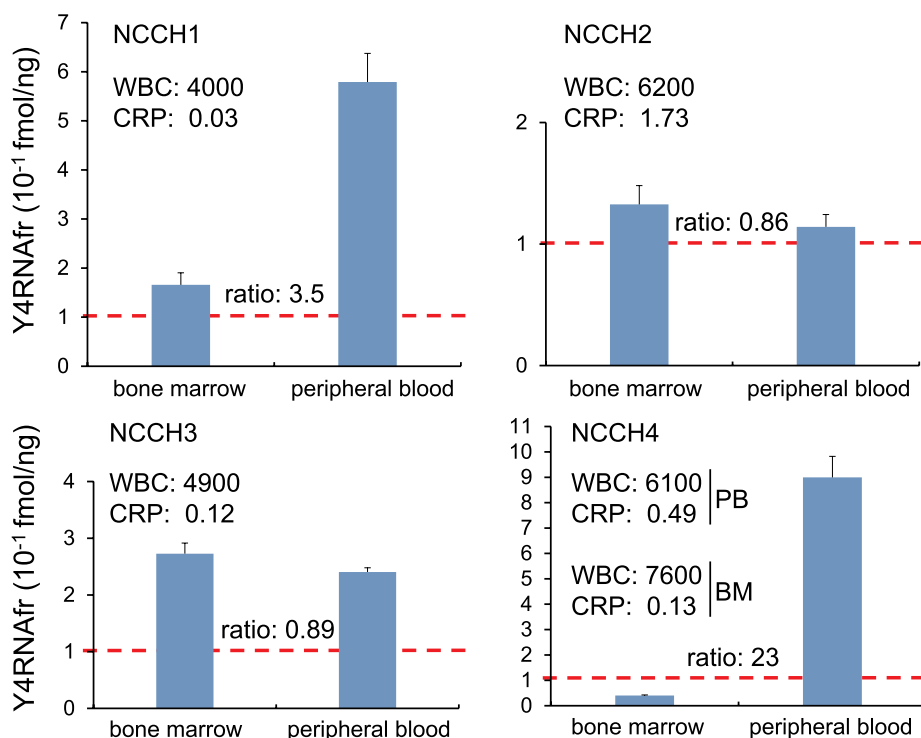 Y4RNAfr (10⁻¹ fmol/ng)
NCCH1
WBC: 4000
CRP: 0.03
7
6
5
4
3
2
1
0
ratio: 3.5
bone marrow
peripheral blood
NCCH2
WBC: 6200
CRP: 1.73
2
1
0
ratio: 0.86
bone marrow
peripheral blood
Y4RNAfr (10⁻¹ fmol/ng)
NCCH3
WBC: 4900
CRP: 0.12
4
3
2
1
0
ratio: 0.89
bone marrow
peripheral blood
NCCH4
WBC: 6100
CRP: 0.49
PB
WBC: 7600
CRP: 0.13
BM
11
10
9
8
7
6
5
4
3
2
1
0
ratio: 23
bone marrow
peripheral blood